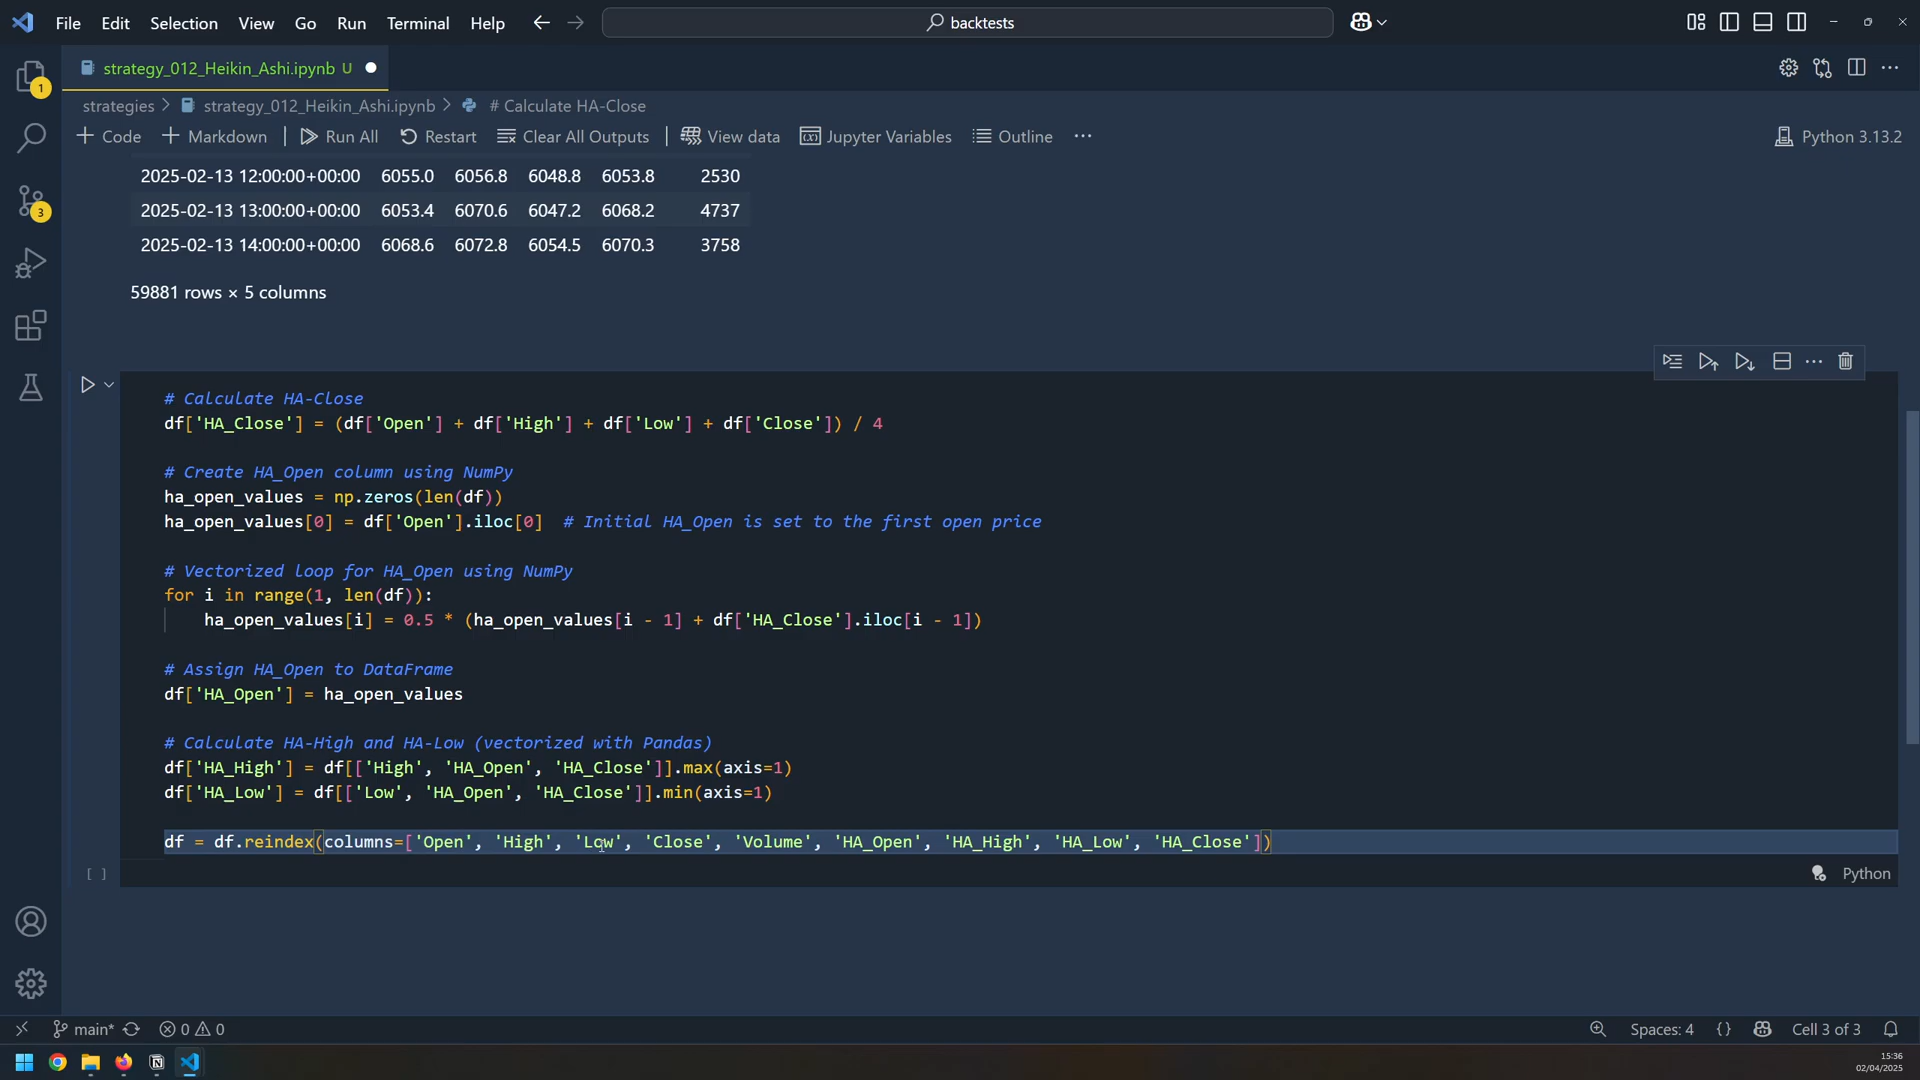 File Edit Selection View Go Run Terminal Help backtests
strategy_012_Heikin_Ashi.ipynb U
strategies > strategy_012_Heikin_Ashi.ipynb > # Calculate HA-Close
+ Code + Markdown | Run All Restart Clear All Outputs | View data Jupyter Variables Outline ... Python 3.13.2
2025-02-13 12:00:00+00:00 6055.0 6056.8 6048.8 6053.8 2530
2025-02-13 13:00:00+00:00 6053.4 6070.6 6047.2 6068.2 4737
2025-02-13 14:00:00+00:00 6068.6 6072.8 6054.5 6070.3 3758
59881 rows × 5 columns
# Calculate HA-Close
df['HA_Close'] = (df['Open'] + df['High'] + df['Low'] + df['Close']) / 4
# Create HA_Open column using NumPy
ha_open_values = np.zeros(len(df))
ha_open_values[0] = df['Open'].iloc[0]  # Initial HA_Open is set to the first open price
# Vectorized loop for HA_Open using NumPy
for i in range(1, len(df)):
    ha_open_values[i] = 0.5 * (ha_open_values[i - 1] + df['HA_Close'].iloc[i - 1])
# Assign HA_Open to DataFrame
df['HA_Open'] = ha_open_values
# Calculate HA-High and HA-Low (vectorized with Pandas)
df['HA_High'] = df[['High', 'HA_Open', 'HA_Close']].max(axis=1)
df['HA_Low'] = df[['Low', 'HA_Open', 'HA_Close']].min(axis=1)
df = df.reindex(columns=['Open', 'High', 'Low', 'Close', 'Volume', 'HA_Open', 'HA_High', 'HA_Low', 'HA_Close'])
[ ] Python
1
3
main* 0 0 Spaces: 4 {} Cell 3 of 3
15:36
02/04/2025